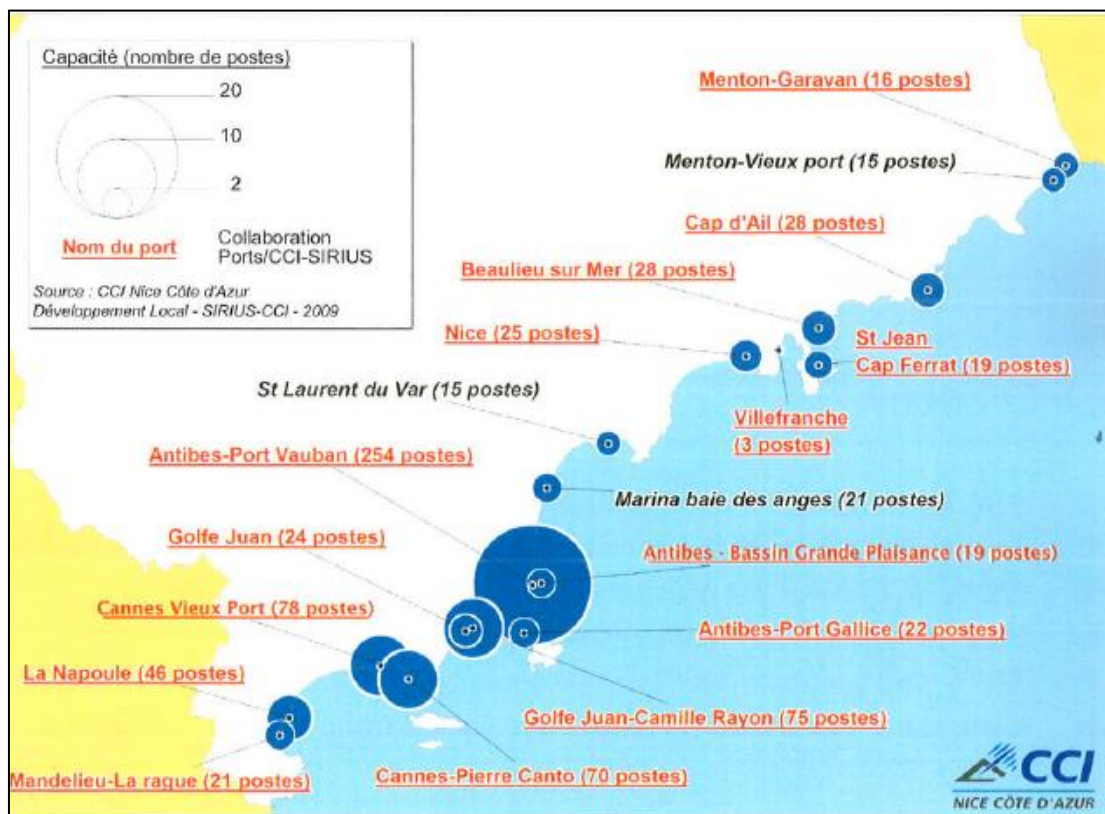 Capacité (nombre de postes)
20
10
2
Nom du port
Collaboration
Ports/CCI-SIRIUS
Source : CCI Nice Côte d'Azur
Développement Local - SIRIUS-CCI - 2009
Menton-Garavan (16 postes)
Menton-Vieux port (15 postes)
Cap d'Ail (28 postes)
Beaulieu sur Mer (28 postes)
Nice (25 postes)
St Jean
Cap Ferrat (19 postes)
St Laurent du Var (15 postes)
Villefranche
(3 postes)
Antibes-Port Vauban (254 postes)
Marina baie des anges (21 postes)
Golfe Juan (24 postes)
Antibes - Bassin Grande Plaisance (19 postes)
Cannes Vieux Port (78 postes)
Antibes-Port Gallice (22 postes)
La Napoule (46 postes)
Golfe Juan-Camille Rayon (75 postes)
Mandelieu-La rague (21 postes)
Cannes-Pierre Canto (70 postes)
CCI
NICE CÔTE D'AZUR